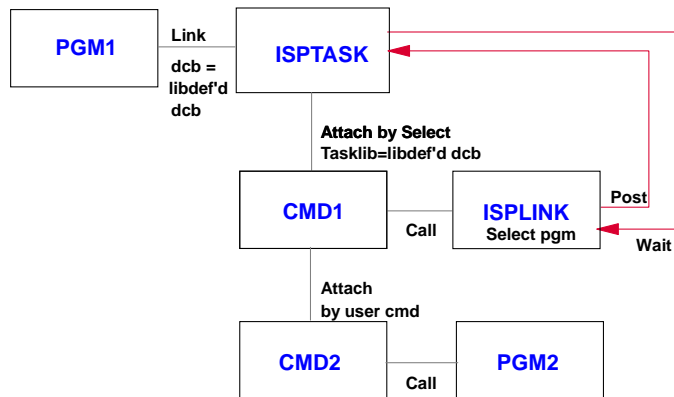 PGM1
Link
dcb =
libdef'd
dcb
ISPTASK
Attach by Select
Tasklib=libdef'd dcb
CMD1
Call
ISPLINK
Select pgm
Post
Wait
Attach
by user cmd
CMD2
Call
PGM2